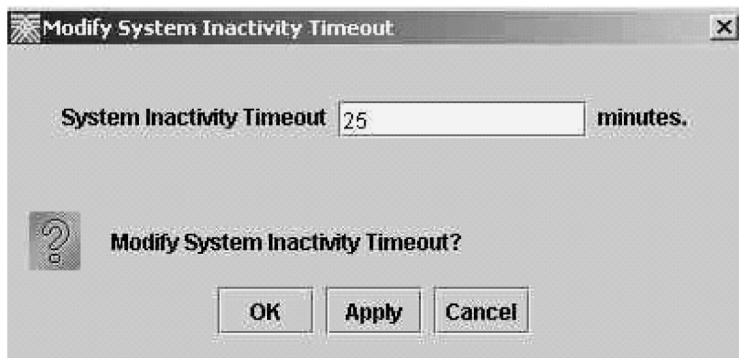 Modify System Inactivity Timeout
System Inactivity Timeout 25 minutes.
Modify System Inactivity Timeout?
OK Apply Cancel